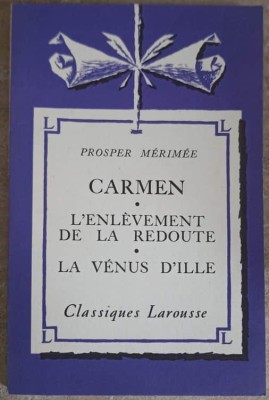 L L
PROSPER MÉRIMÉE
CARMEN
•
L'ENLÈVEMENT
DE LA REDOUTE
•
LA VÉNUS D'ILLE
Classiques Larousse
L L